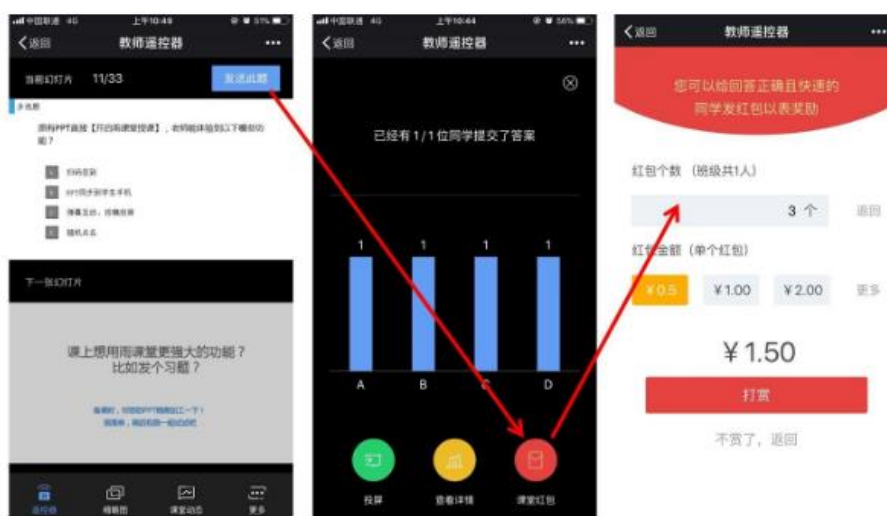 中国联通 4G 上午10:49 51%
返回 教师遥控器
当前幻灯片 11/33 发送此题
多选题
原有PPT直接【开启雨课堂授课】，老师能体验到以下哪些功
能？
扫码签到
PPT同步到学生手机
随机点名
下一张幻灯片
课上想用雨课堂更强大的功能？
比如发个习题？
遥控器 缩略图 课堂动态 更多
中国联通 4G 上午10:44 56%
返回 教师遥控器
已经有1/1位同学提交了答案
1 1 1 1
A B C D
投屏 查看详情 课堂红包
返回 教师遥控器
您可以给回答正确且快速的
同学发红包以表奖励
红包个数 （班级共1人）
3 个 返回
红包金额（单个红包）
¥0.5 ¥1.00 ¥2.00 更多
¥1.50
打赏
不赏了，返回